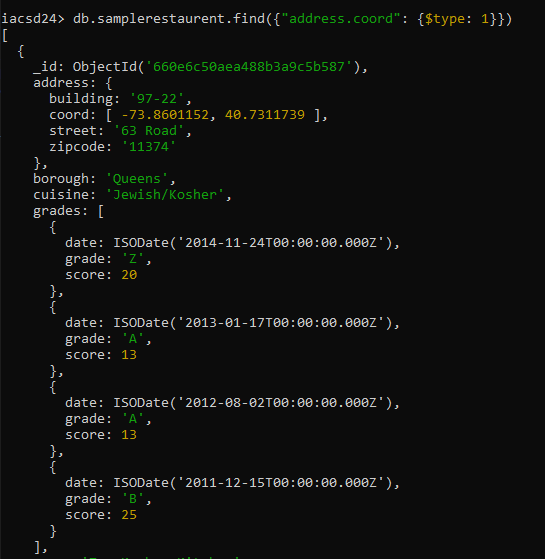 iacsd24> db.samplerestaurent.find({"address.coord": {$type: 1}})
[
  {
    _id: ObjectId('660e6c50aea488b3a9c5b587'),
    address: {
      building: '97-22',
      coord: [ -73.8601152, 40.7311739 ],
      street: '63 Road',
      zipcode: '11374'
    },
    borough: 'Queens',
    cuisine: 'Jewish/Kosher',
    grades: [
      {
        date: ISODate('2014-11-24T00:00:00.000Z'),
        grade: 'Z',
        score: 20
      },
      {
        date: ISODate('2013-01-17T00:00:00.000Z'),
        grade: 'A',
        score: 13
      },
      {
        date: ISODate('2012-08-02T00:00:00.000Z'),
        grade: 'A',
        score: 13
      },
      {
        date: ISODate('2011-12-15T00:00:00.000Z'),
        grade: 'B',
        score: 25
      }
    ],